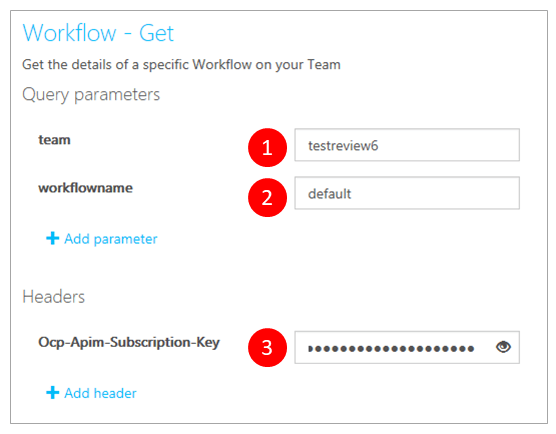 Workflow - Get
Get the details of a specific Workflow on your Team
Query parameters
team 1 testreview6
workflowname 2 default
Add parameter
Headers
Ocp-Apim-Subscription-Key 3
Add header